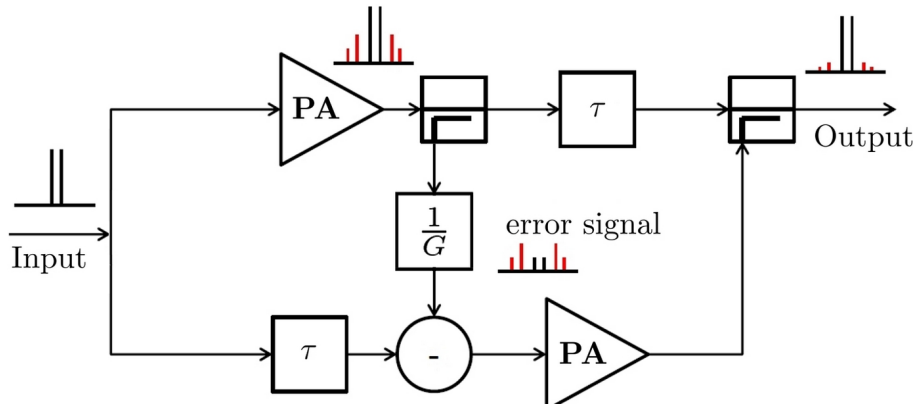 PA
τ
Output
Input
1
G
error signal
τ
-
PA